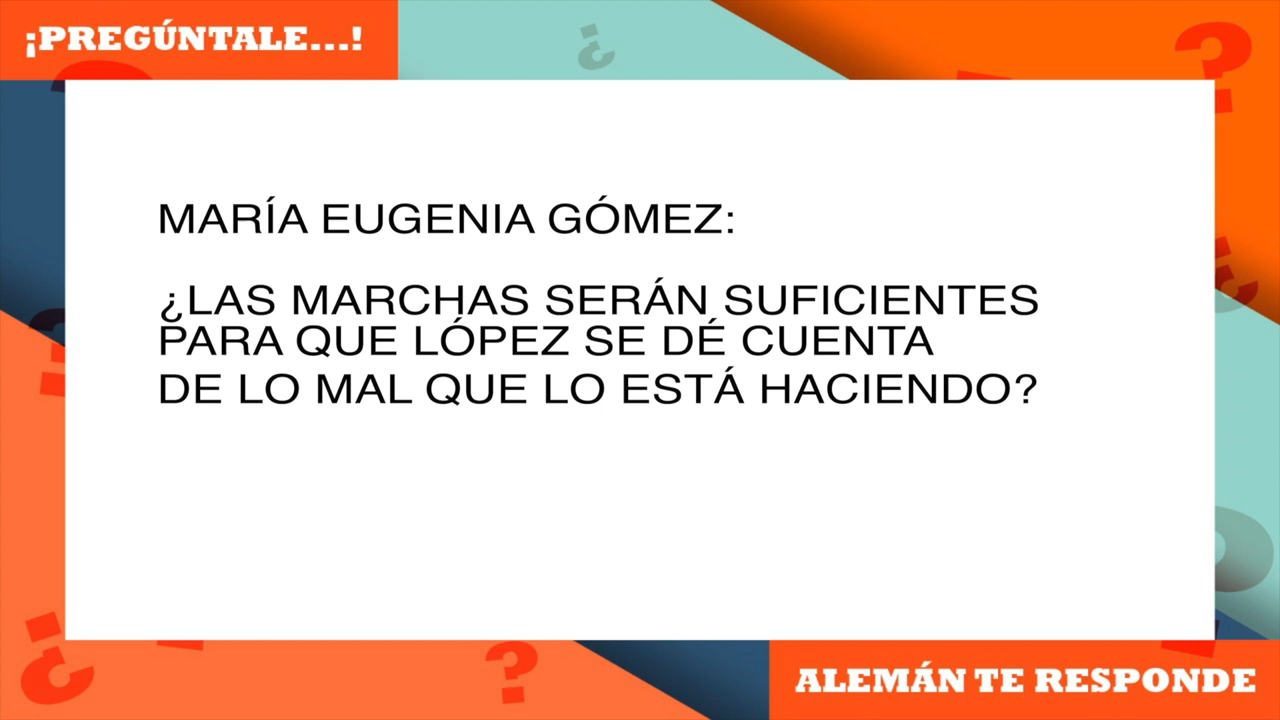 ¡PREGÚNTALE...!
MARÍA EUGENIA GÓMEZ:
¿LAS MARCHAS SERÁN SUFICIENTES
PARA QUE LÓPEZ SE DÉ CUENTA
DE LO MAL QUE LO ESTÁ HACIENDO?
ALEMÁN TE RESPONDE